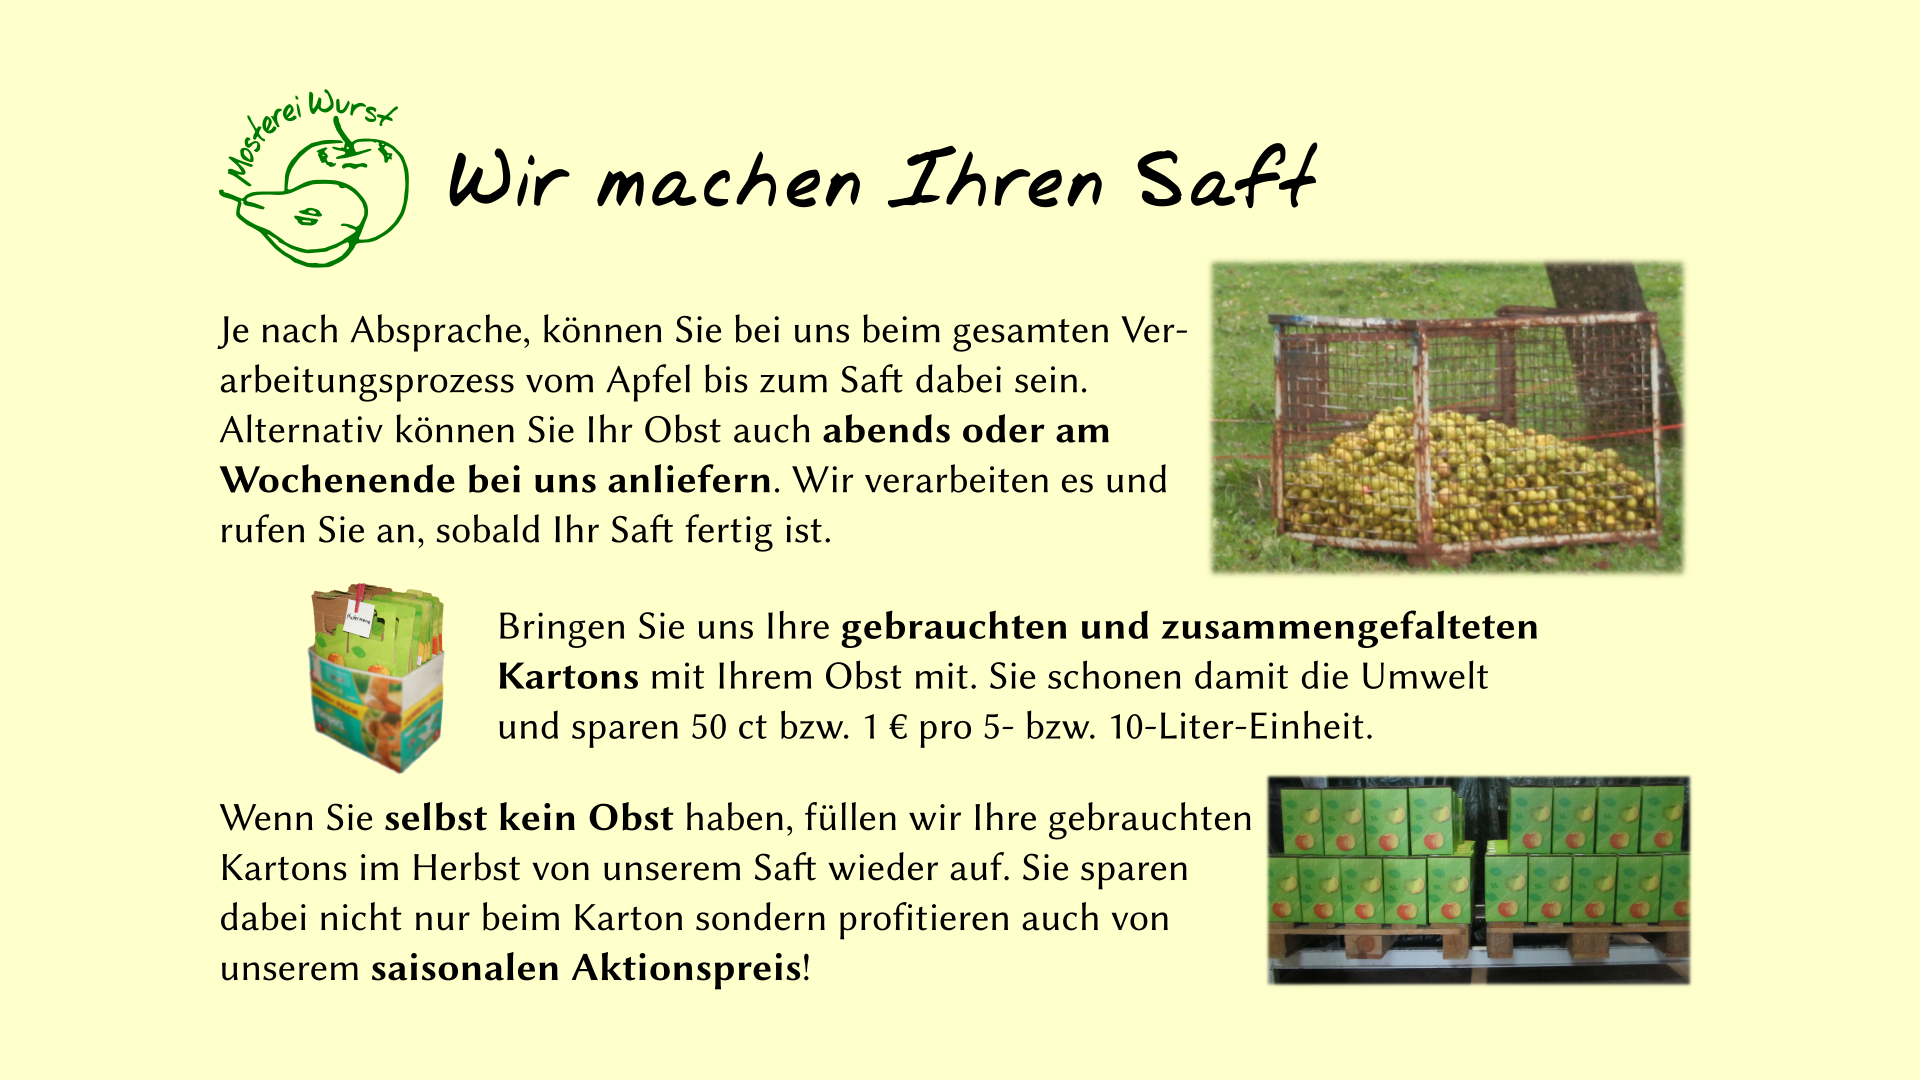 Mosterei Wurst
Wir machen Ihren Saft
Je nach Absprache, können Sie bei uns beim gesamten Ver-
arbeitungsprozess vom Apfel bis zum Saft dabei sein.
Alternativ können Sie Ihr Obst auch abends oder am
Wochenende bei uns anliefern. Wir verarbeiten es und
rufen Sie an, sobald Ihr Saft fertig ist.
Bringen Sie uns Ihre gebrauchten und zusammengefalteten
Kartons mit Ihrem Obst mit. Sie schonen damit die Umwelt
und sparen 50 ct bzw. 1 € pro 5- bzw. 10-Liter-Einheit.
Wenn Sie selbst kein Obst haben, füllen wir Ihre gebrauchten
Kartons im Herbst von unserem Saft wieder auf. Sie sparen
dabei nicht nur beim Karton sondern profitieren auch von
unserem saisonalen Aktionspreis!